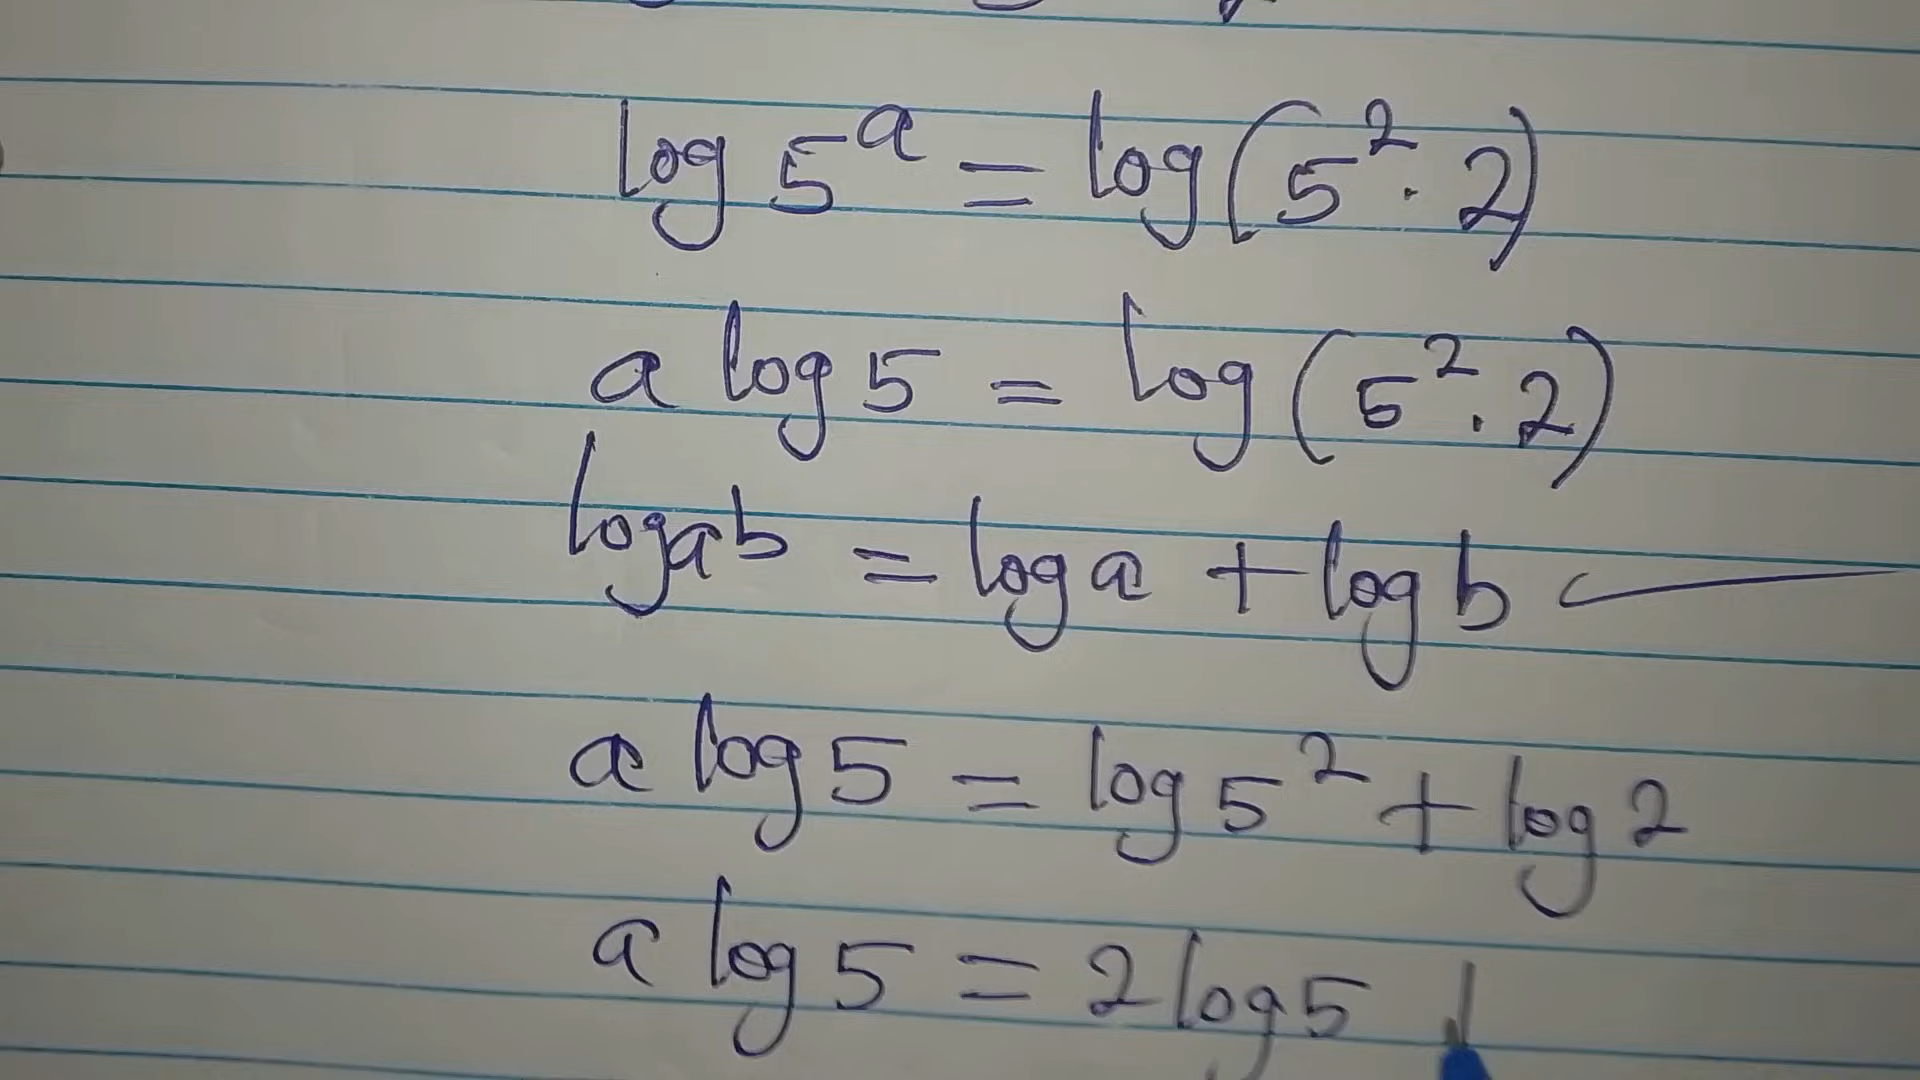 log 5^a = log(5^2 · 2)
a log 5 = log(5^2 · 2)
log ab = log a + log b
a log 5 = log 5^2 + log 2
a log 5 = 2 log 5